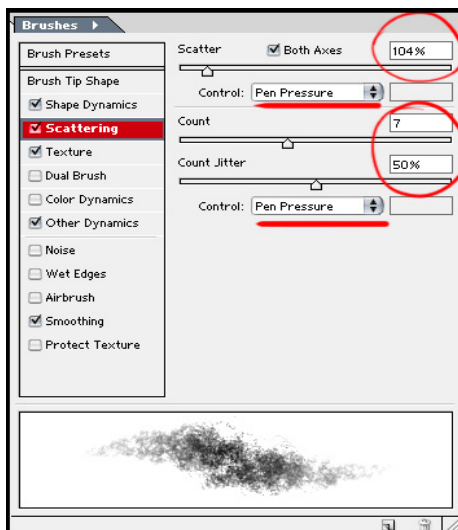 Brushes
Brush Presets
Brush Tip Shape
Shape Dynamics
Scattering
Texture
Dual Brush
Color Dynamics
Other Dynamics
Noise
Wet Edges
Airbrush
Smoothing
Protect Texture
Scatter Both Axes 104%
Control: Pen Pressure
Count 7
Count Jitter 50%
Control: Pen Pressure